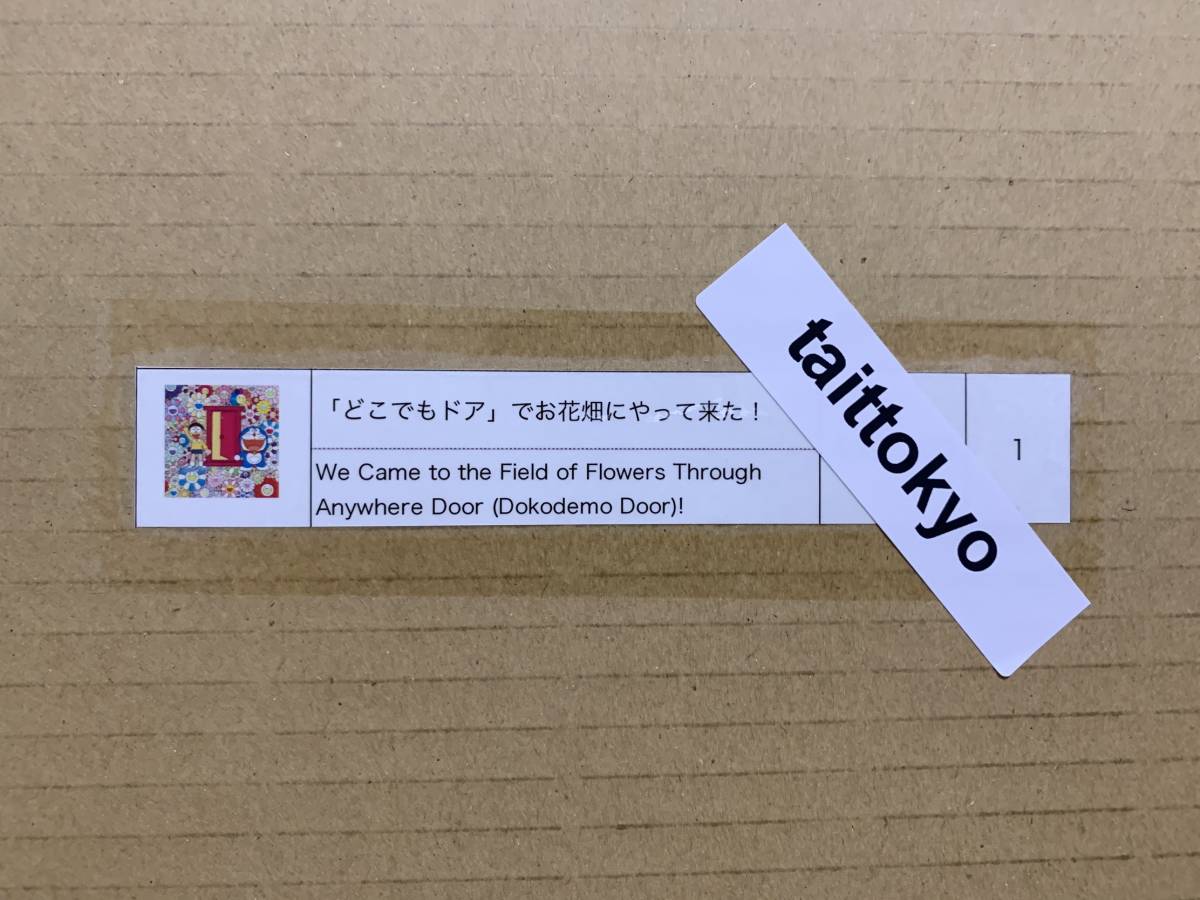 「どこでもドア」でお花畑にやって来た！
We Came to the Field of Flowers Through
Anywhere Door (Dokodemo Door)!
1
taittokyo